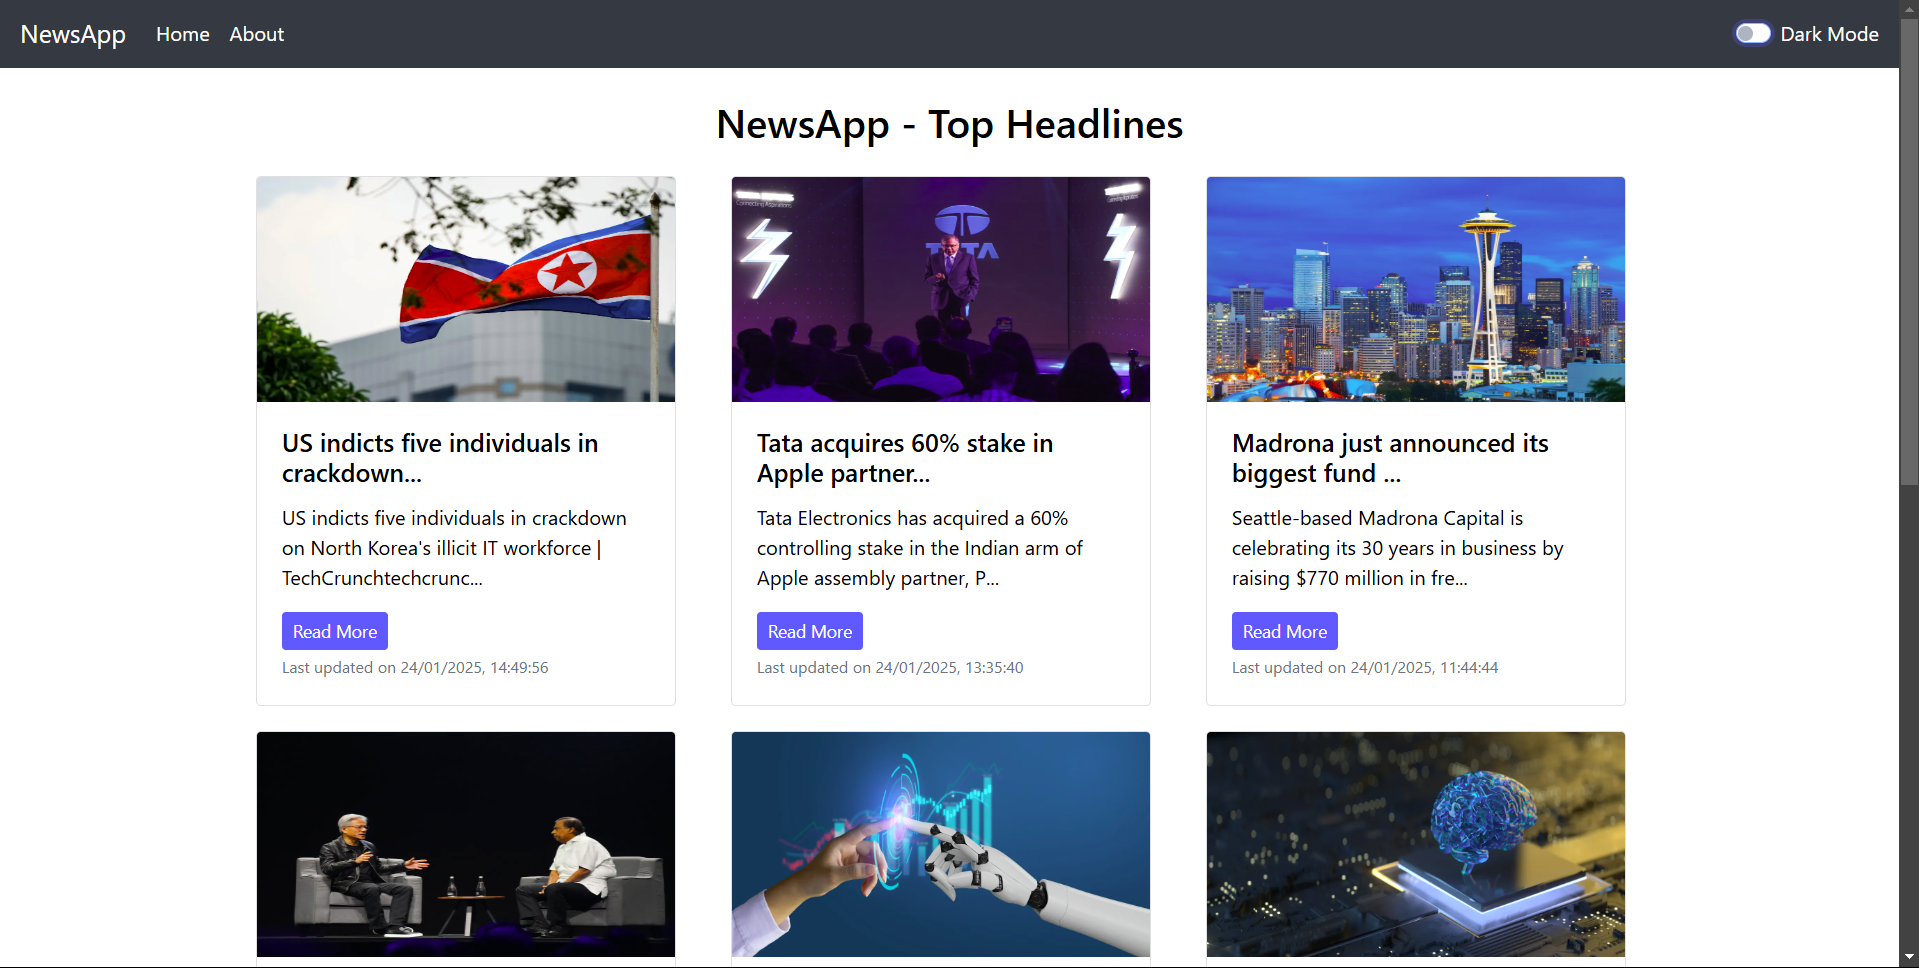 NewsApp
Home
About
Dark Mode
NewsApp - Top Headlines
TATA
US indicts five individuals in
crackdown...
US indicts five individuals in crackdown
on North Korea's illicit IT workforce |
TechCrunchtechcrunc...
Read More
Last updated on 24/01/2025, 14:49:56
Tata acquires 60% stake in
Apple partner...
Tata Electronics has acquired a 60%
controlling stake in the Indian arm of
Apple assembly partner, P...
Read More
Last updated on 24/01/2025, 13:35:40
Madrona just announced its
biggest fund ...
Seattle-based Madrona Capital is
celebrating its 30 years in business by
raising $770 million in fre...
Read More
Last updated on 24/01/2025, 11:44:44